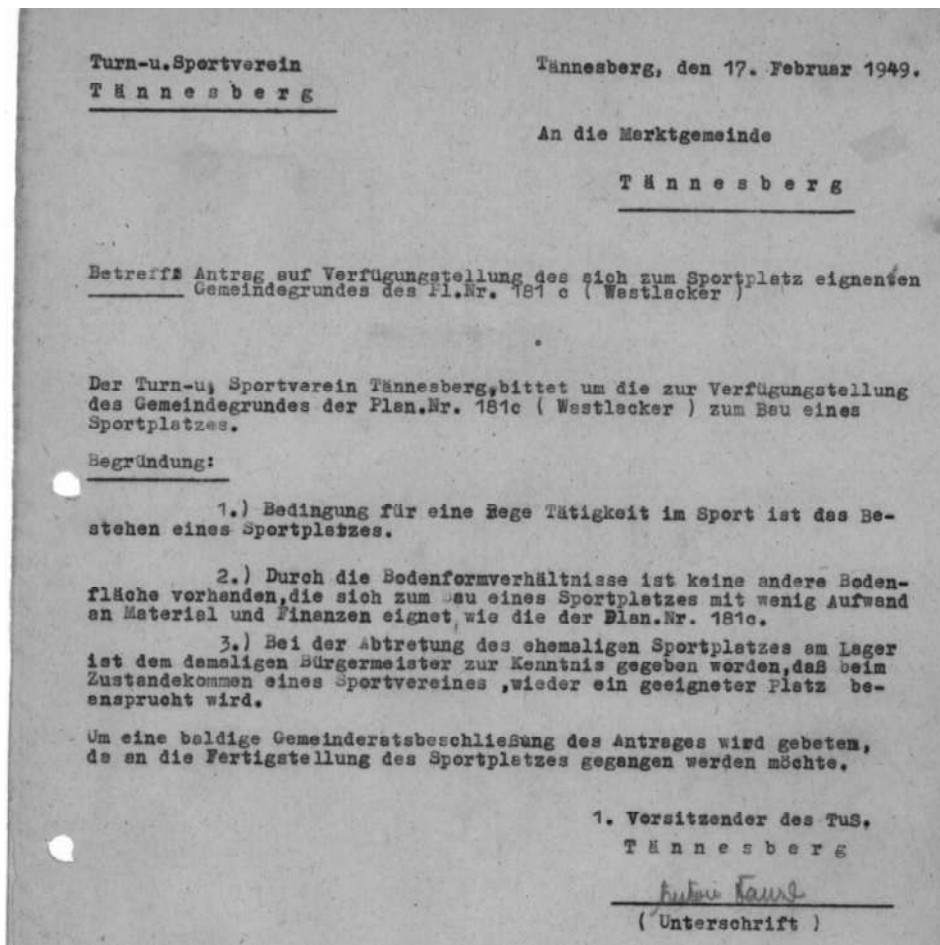 Turn-u.Sportverein
Tännesberg, den 17. Februar 1949.
T ä n n e s b e r g
An die Marktgemeinde
T ä n n e s b e r g
Betreff: Antrag auf Verfügungstellung des sich zum Sportplatz eignenten
Gemeindegrundes des Pl.Nr. 181 c ( Westlacker )
Der Turn-u, Sportverein Tännesberg,bittet um die zur Verfügungstellung
des Gemeindegrundes der Plan.Nr. 181c ( Westlacker ) zum Bau eines
Sportplatzes.
Begründung:
1.) Bedingung für eine Rege Tätigkeit im Sport ist das Be-
stehen eines Sportplatzes.
2.) Durch die Bodenformverhältnisse ist keine andere Boden-
fläche vorhanden,die sich zum Bau eines Sportplatzes mit wenig Aufwand
an Material und Finanzen eignet,wie die der Plan.Nr. 181c.
3.) Bei der Abtretung des ehemaligen Sportplatzes am Lager
ist dem damaligen Bürgermeister zur Kenntnis gegeben worden,daß beim
Zustandekommen eines Sportvereines ,wieder ein geeigneter Platz be-
ansprucht wird.
Um eine baldige Gemeinderatsbeschließung des Antrages wird gebeten,
da an die Fertigstellung des Sportplatzes gegangen werden möchte.
1. Vorsitzender des TuS.
T ä n n e s b e r g
( Unterschrift )